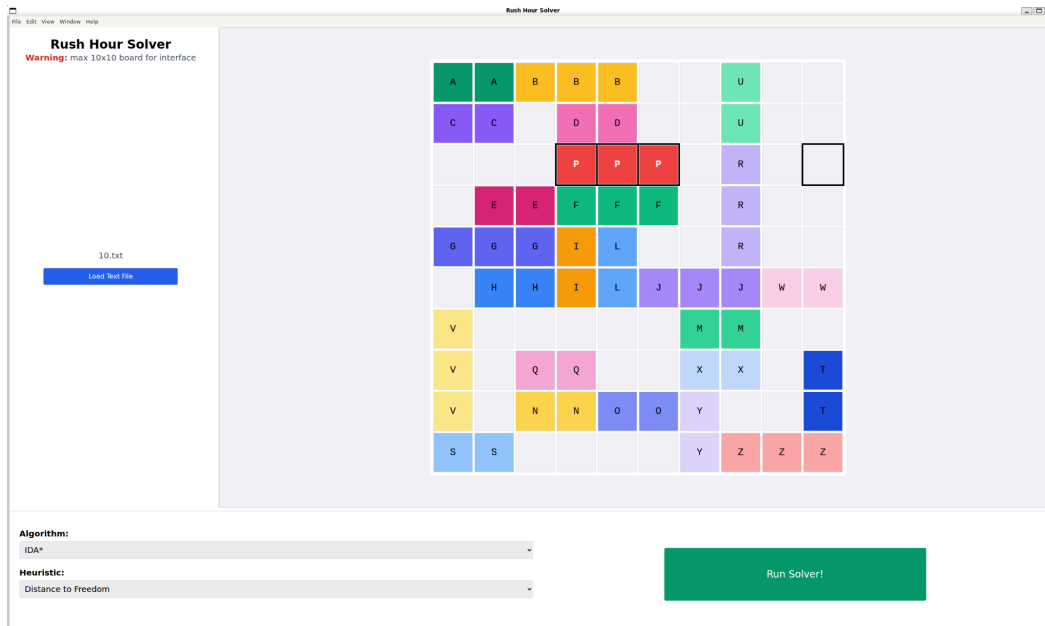 Rush Hour Solver
File Edit View Window Help
Rush Hour Solver
Warning: max 10x10 board for interface
A A B B B U
C C D D U
P P P R
E E F F F R
G G G I L R
H H I L J J J W W
V M M
V Q Q X X T
V N N O O Y T
S S Y Z Z Z
10.txt
Load Text File
Algorithm:
IDA*
Heuristic:
Distance to Freedom
Run Solver!